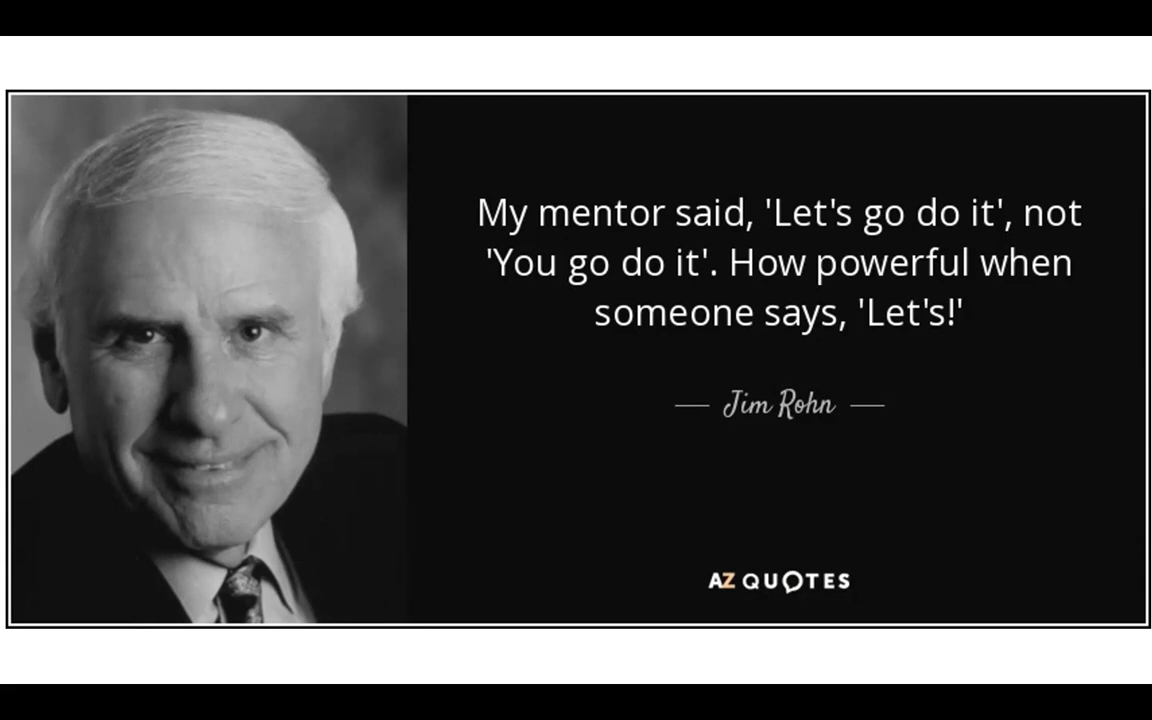 My mentor said, 'Let's go do it', not
'You go do it'. How powerful when
someone says, 'Let's!'
Jim Rohn
AZ QUOTES